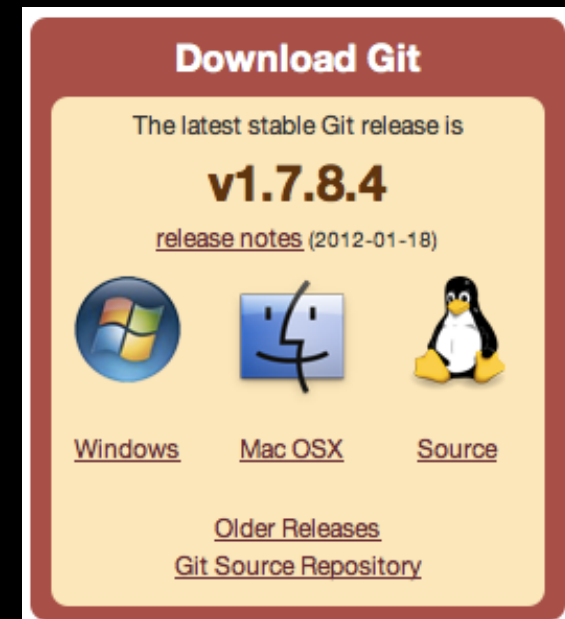 Download Git
The latest stable Git release is
v1.7.8.4
release notes (2012-01-18)
Windows Mac OSX Source
Older Releases
Git Source Repository